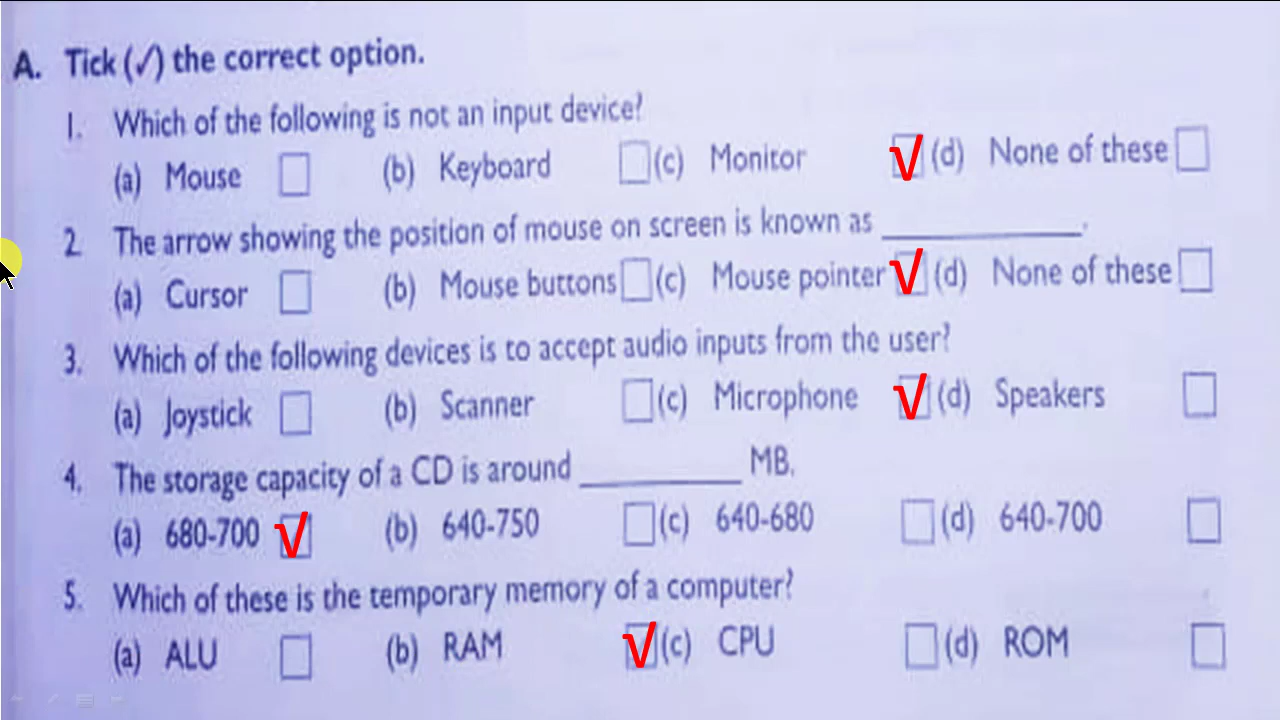 A. Tick (✓) the correct option.
1. Which of the following is not an input device?
(a) Mouse ☐ (b) Keyboard ☐ (c) Monitor √ (d) None of these ☐
2. The arrow showing the position of mouse on screen is known as __________.
(a) Cursor ☐ (b) Mouse buttons ☐ (c) Mouse pointer √ (d) None of these ☐
3. Which of the following devices is to accept audio inputs from the user?
(a) Joystick ☐ (b) Scanner ☐ (c) Microphone √ (d) Speakers ☐
4. The storage capacity of a CD is around __________ MB.
(a) 680-700 √ (b) 640-750 ☐ (c) 640-680 ☐ (d) 640-700 ☐
5. Which of these is the temporary memory of a computer?
(a) ALU ☐ (b) RAM √ (c) CPU ☐ (d) ROM ☐